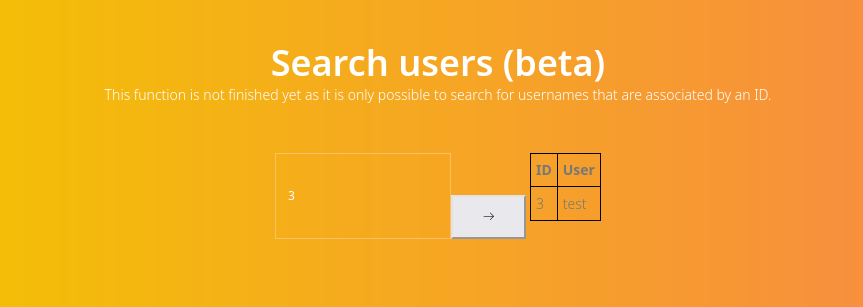 Search users (beta)
This function is not finished yet as it is only possible to search for usernames that are associated by an ID.
3
→
ID User
3 test